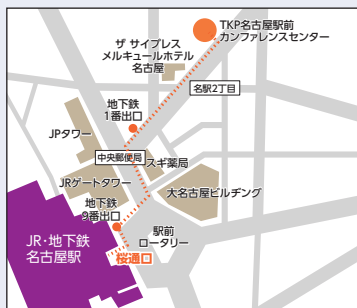 TKP名古屋駅前
カンファレンスセンター
ザ サイプレス
メルキュールホテル
名古屋
名駅2丁目
地下鉄
1番出口
JPタワー
中央郵便局
スギ薬局
JRゲートタワー
大名古屋ビルヂング
地下鉄
9番出口
駅前
ロータリー
JR・地下鉄
名古屋駅
桜通口